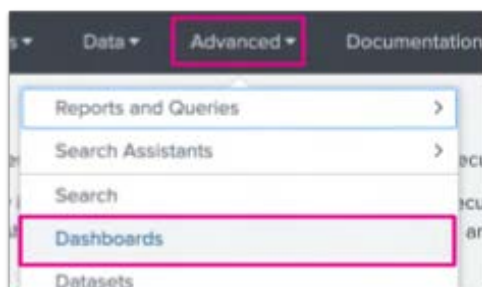 s Data Advanced Documentation
Reports and Queries
Search Assistants
Search
Dashboards
Datasets